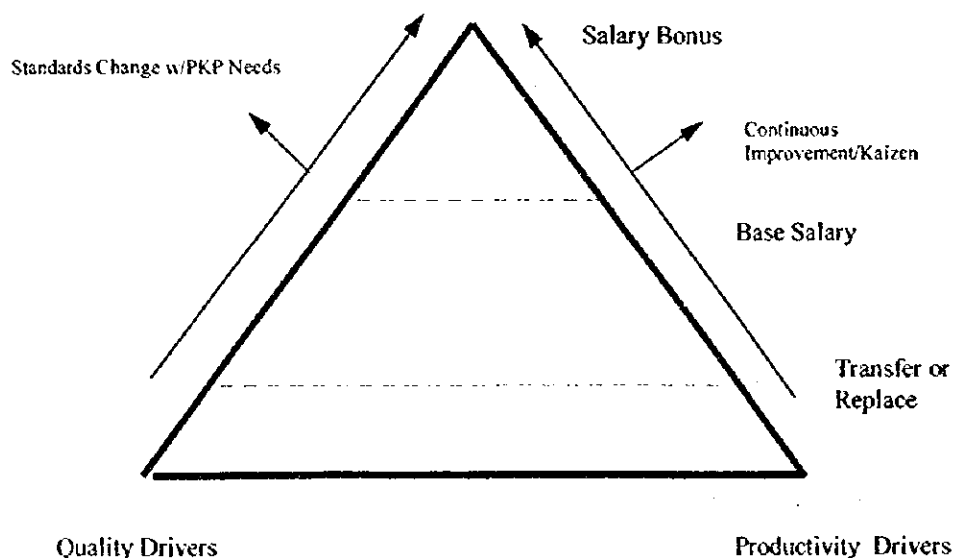 Salary Bonus
Standards Change w/PKP Needs
Continuous
Improvement/Kaizen
Base Salary
Transfer or
Replace
Quality Drivers
Productivity Drivers